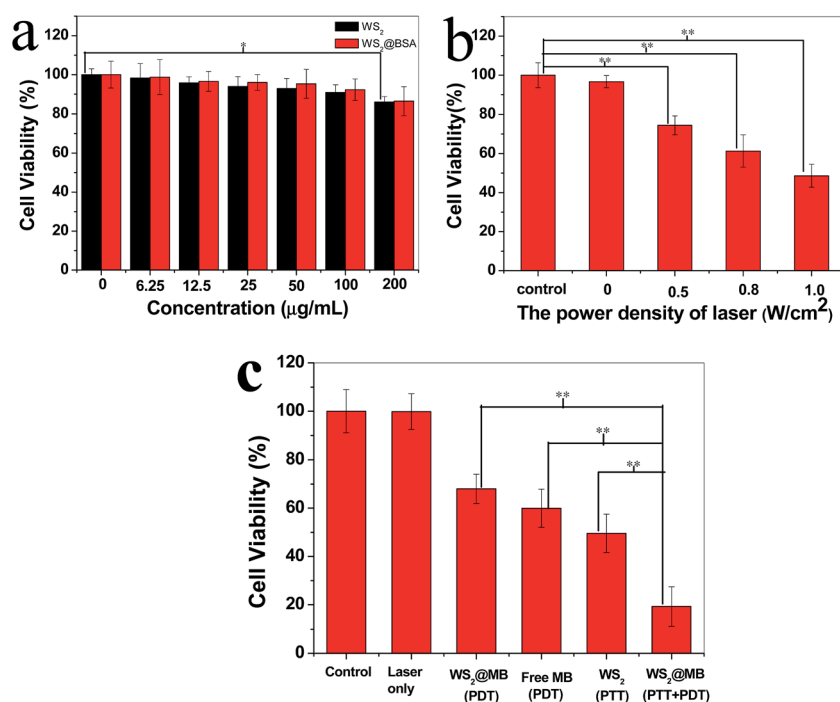 a
WS₂
WS₂@BSA
*
120
100
80
60
40
20
0
Cell Viability (%)
0 6.25 12.5 25 50 100 200
Concentration (μg/mL)
b
**
**
**
120
100
80
60
40
20
0
Cell Viability(%)
control 0 0.5 0.8 1.0
The power density of laser (W/cm²)
c
**
**
**
120
100
80
60
40
20
0
Cell Viability (%)
Control Laser only WS₂@MB (PDT) Free MB (PDT) WS₂ (PTT) WS₂@MB (PTT+PDT)